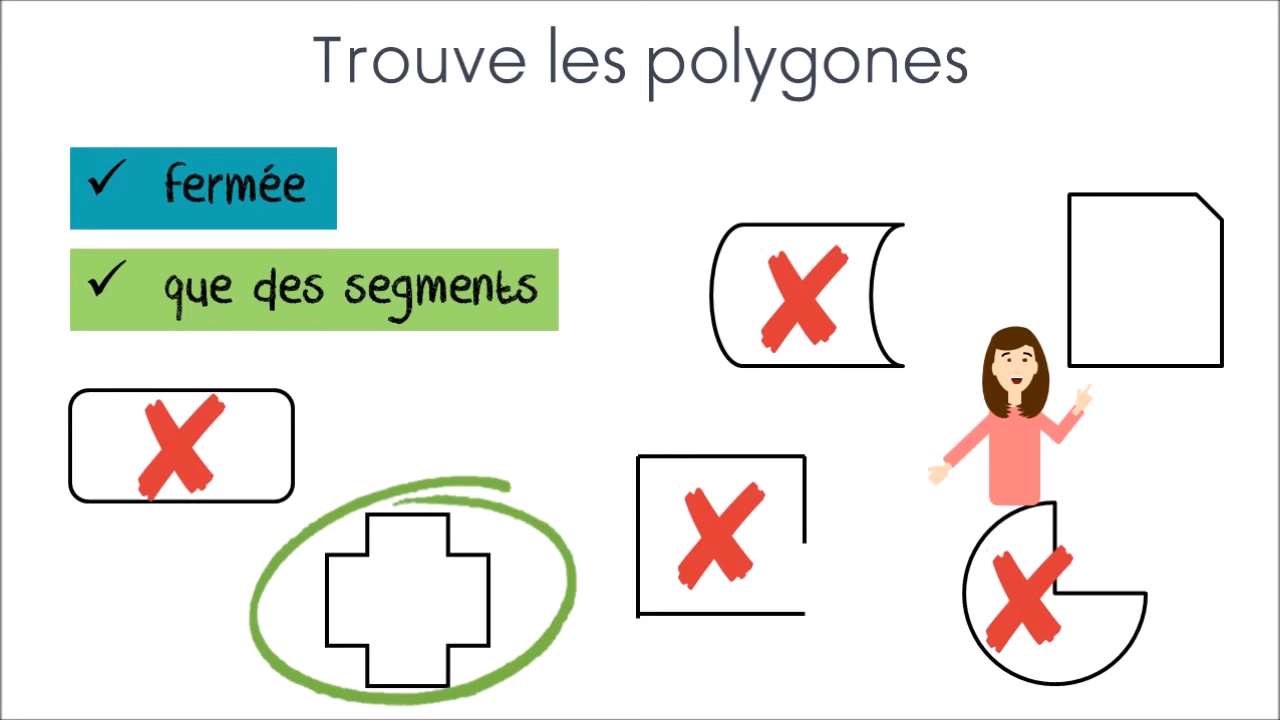 Trouve les polygones
✓ fermée
✓ que des segments